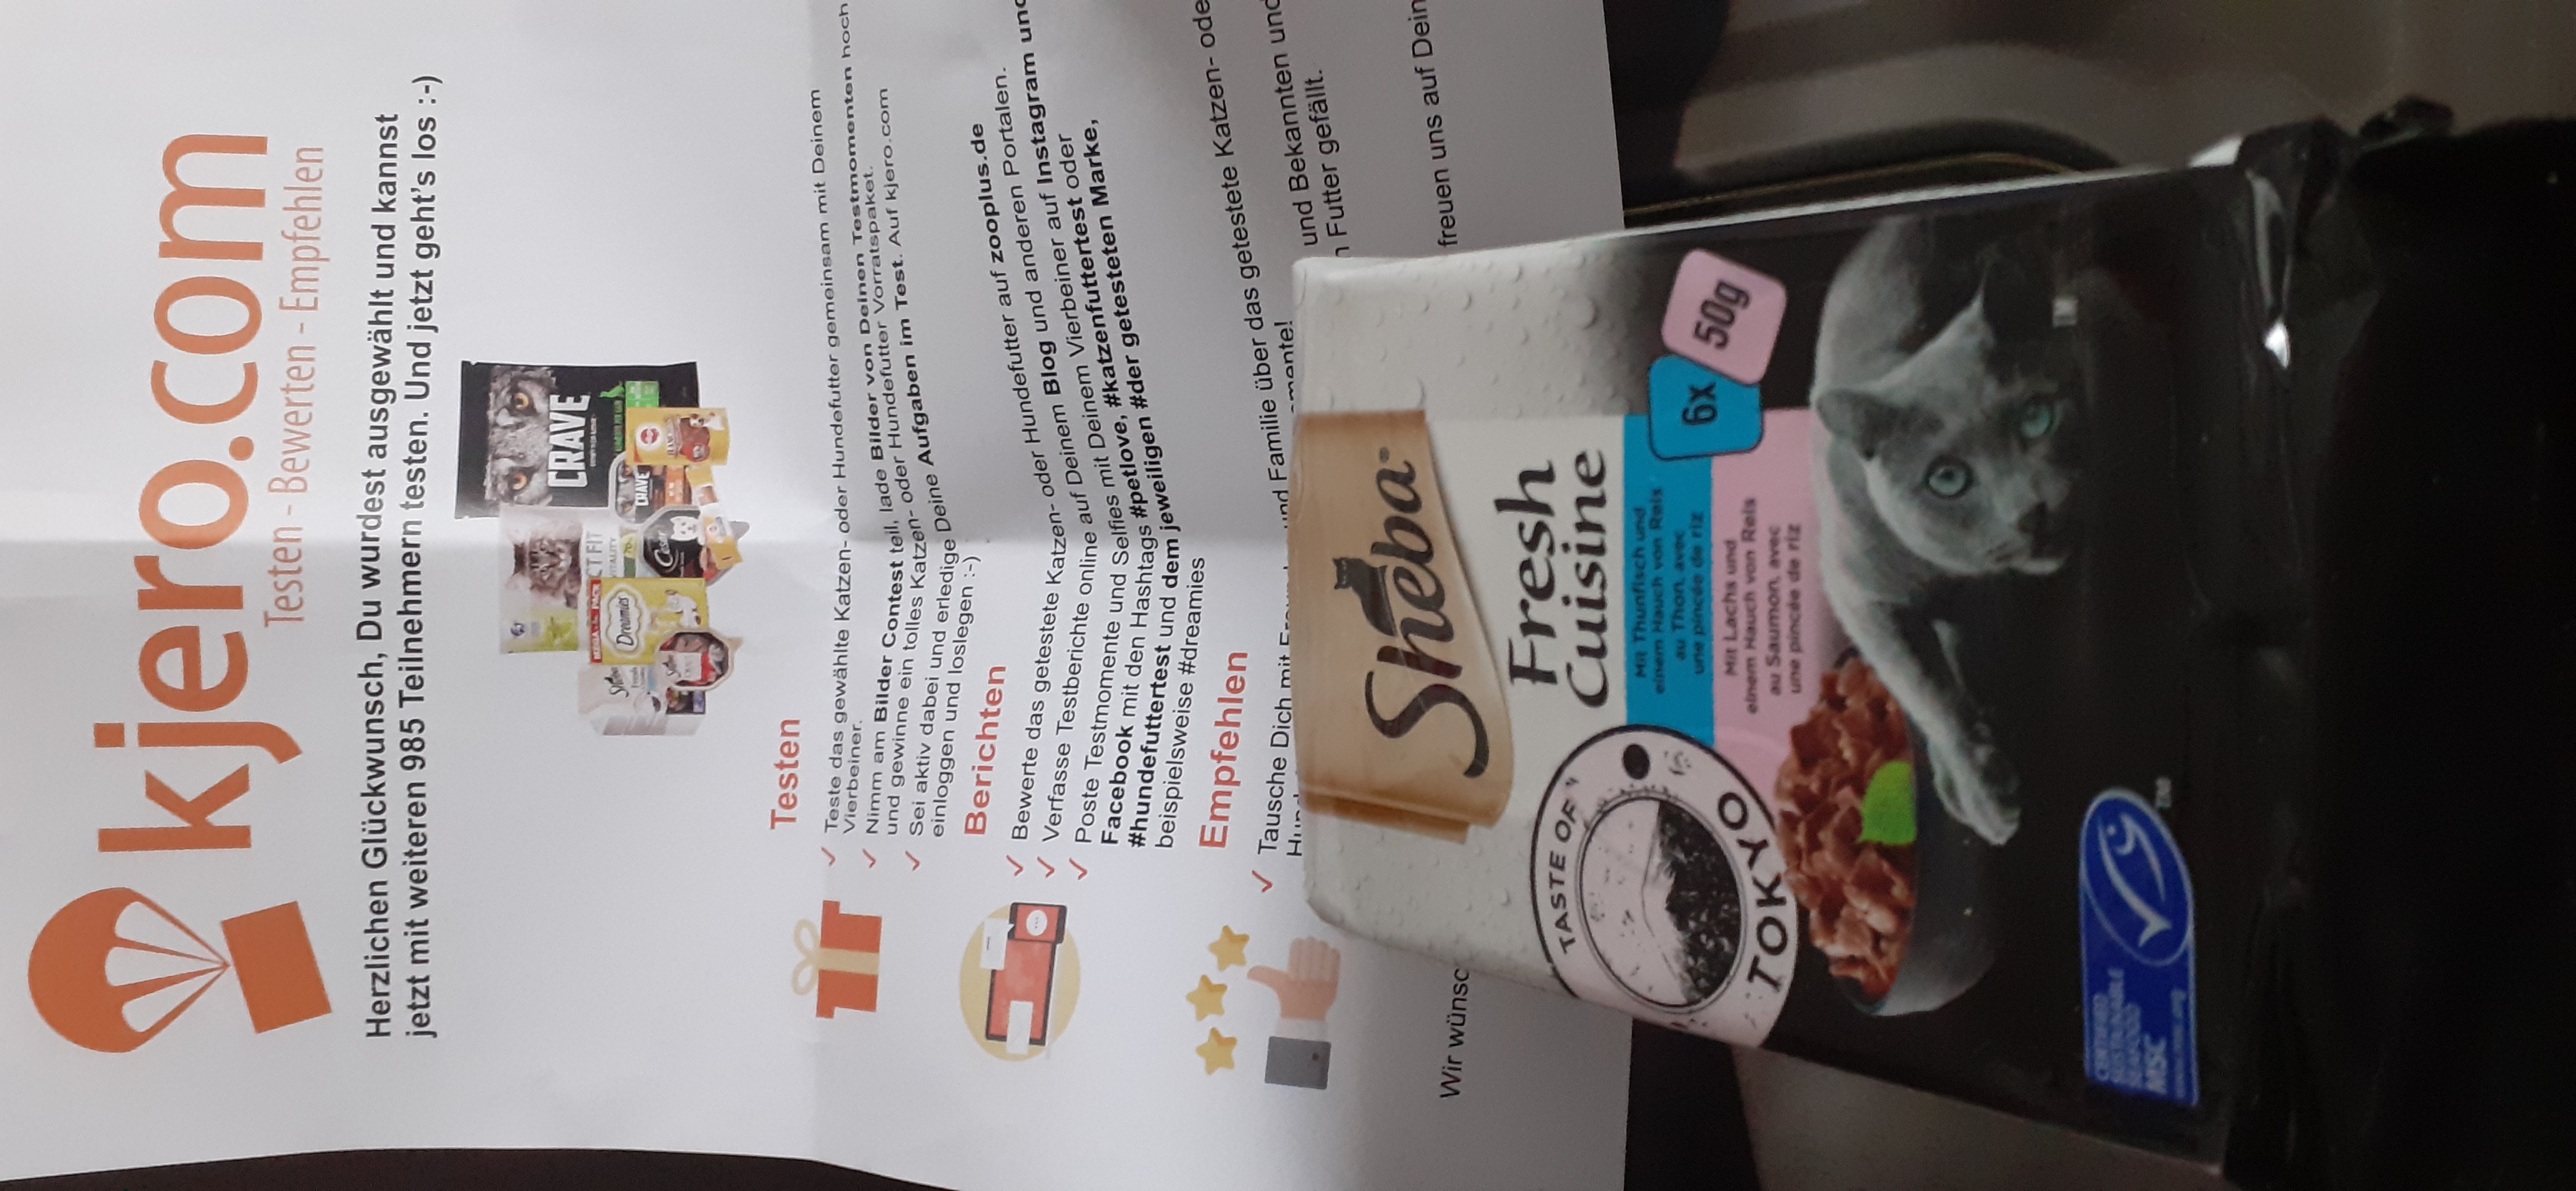 kjero.com
Testen - Bewerten - Empfehlen
Herzlichen Glückwunsch, Du wurdest ausgewählt und kannst
jetzt mit weiteren 985 Teilnehmern testen. Und jetzt geht's los :-)
CRAVE
CRAVE
Dreamies
Cesar
Testen
Teste das gewählte Katzen- oder Hundefutter gemeinsam mit Deinem
Vierbeiner.
Nimm am Bilder Contest teil, lade Bilder von Deinen Testmomenten hoch
und gewinne ein tolles Katzen- oder Hundefutter Vorratspaket.
Sei aktiv dabei und erledige Deine Aufgaben im Test. Auf kjero.com
einloggen und loslegen :-)
Berichten
Bewerte das getestete Katzen- oder Hundefutter auf zooplus.de
Verfasse Testberichte online auf Deinem Blog und anderen Portalen.
Poste Testmomente und Selfies mit Deinem Vierbeiner auf Instagram und
Facebook mit den Hashtags #petlove, #katzenfuttertest oder
#hundefuttertest und dem jeweiligen #der getesteten Marke,
beispielsweise #dreamies
Empfehlen
Tausche Dich mit und Familie über das getestete Katzen- oder
und Bekannten und
Futter gefällt.
Wir freuen uns auf Dein
Sheba
Fresh
Cuisine
Mit Thunfisch und
einem Hauch von Reis
au Thon, avec
une pincée de riz
Mit Lachs und
einem Hauch von Reis
au Saumon, avec
une pincée de riz
6x
50g
TASTE OF
TOKYO
CERTIFIED
SUSTAINABLE
SEAFOOD
MSC
TM